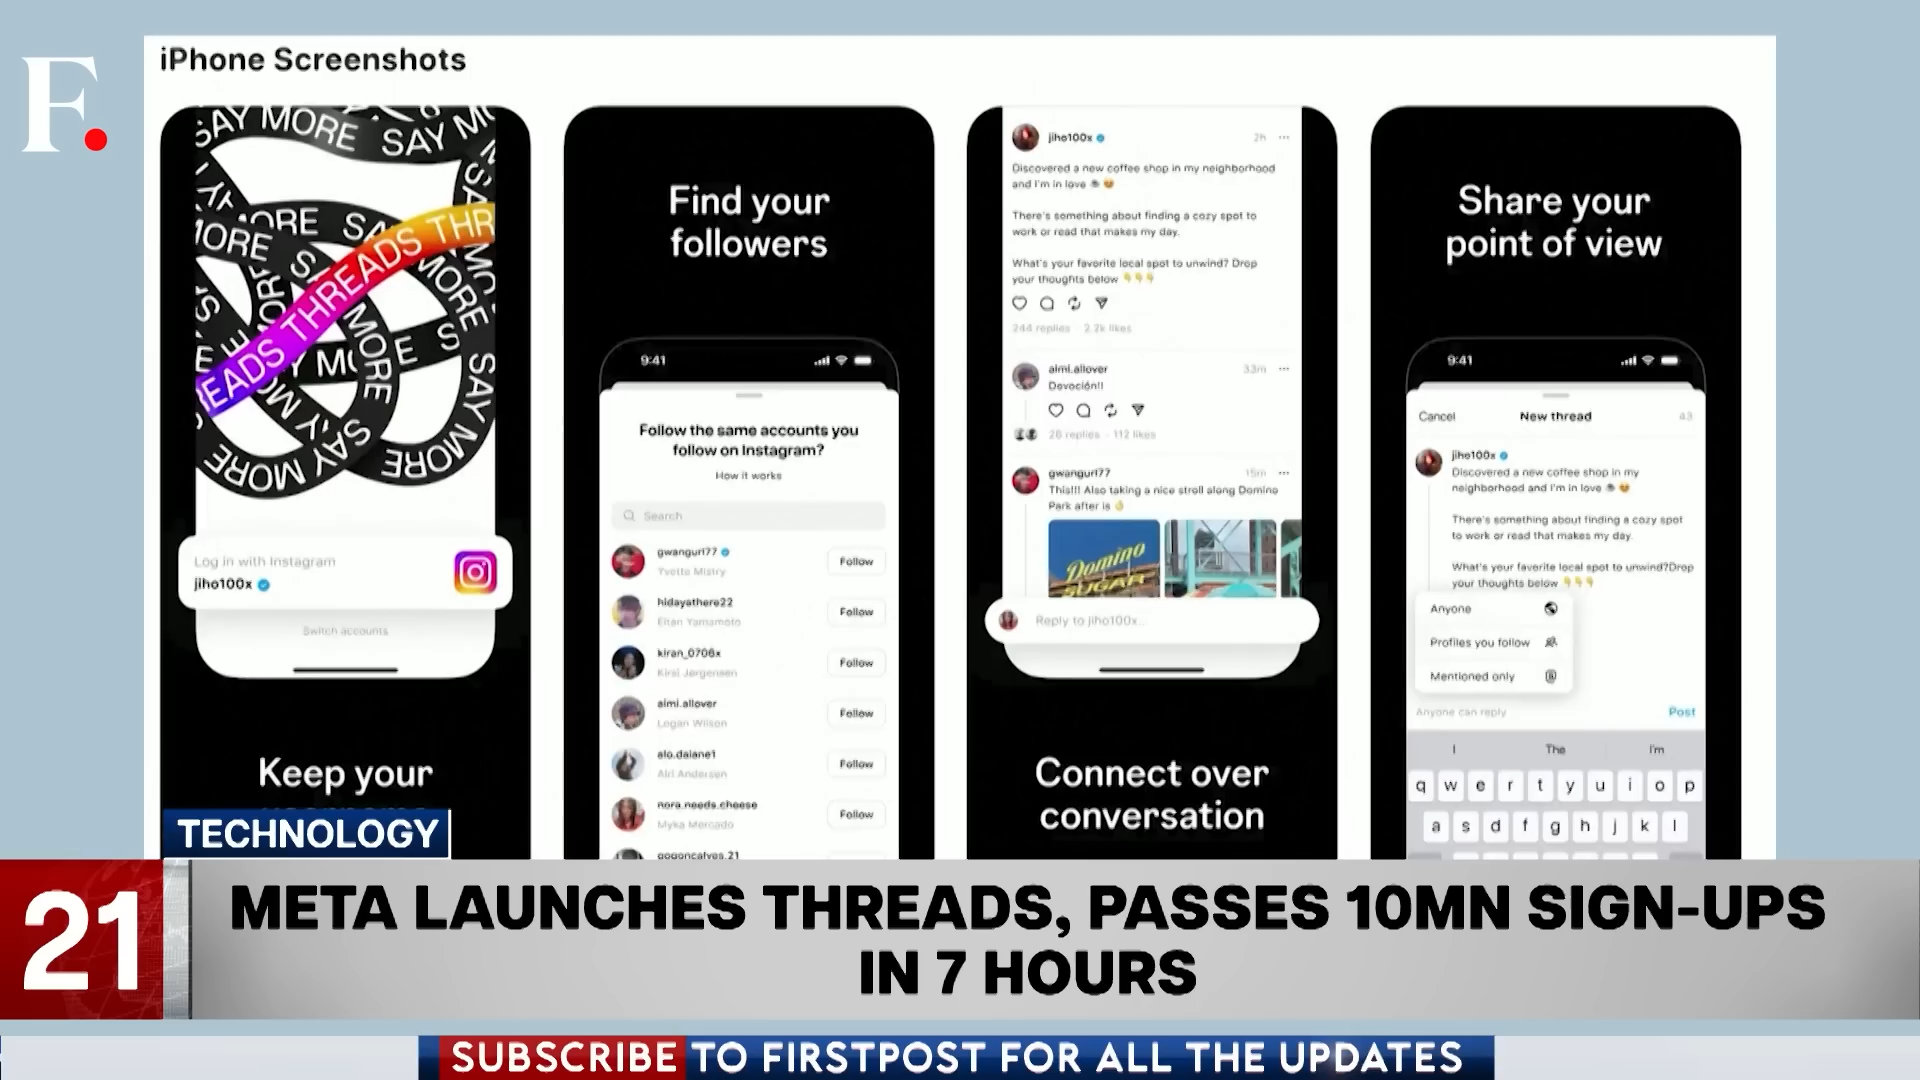 F.
iPhone Screenshots
SAY MORE SAY MORE
THREADS THREADS THR
Log in with Instagram
jiho100x
Switch accounts
Keep your
Find your
followers
9:41
Follow the same accounts you
follow on Instagram?
How it works
Search
gwangurl77
Yvette Mistry
Follow
hidayathere22
Eitan Yamamoto
Follow
kiran_0706x
Kirsi Jørgensen
Follow
aimi.allover
Logan Wilson
Follow
alo.daiane1
Airi Andersen
Follow
nora.needs.cheese
Myka Mercado
Follow
gogoncalves.21
jiho100x 2h
Discovered a new coffee shop in my neighborhood
and I'm in love ☕😍
There's something about finding a cozy spot to
work or read that makes my day.
What's your favorite local spot to unwind? Drop
your thoughts below 👇👇👇
244 replies · 2.2k likes
aimi.allover 33m
Devoción!!
26 replies · 112 likes
gwangurl77 15m
This!!! Also taking a nice stroll along Domino
Park after is 👌
Domino
SUGAR
Reply to jiho100x...
Connect over
conversation
Share your
point of view
9:41
Cancel New thread 43
jiho100x
Discovered a new coffee shop in my
neighborhood and I'm in love ☕😍
There's something about finding a cozy spot
to work or read that makes my day.
What's your favorite local spot to unwind?Drop
your thoughts below 👇👇👇
Anyone
Profiles you follow
Mentioned only
Anyone can reply Post
I The I'm
q w e r t y u i o p
a s d f g h j k l
TECHNOLOGY
21
META LAUNCHES THREADS, PASSES 10MN SIGN-UPS
IN 7 HOURS
SUBSCRIBE TO FIRSTPOST FOR ALL THE UPDATES